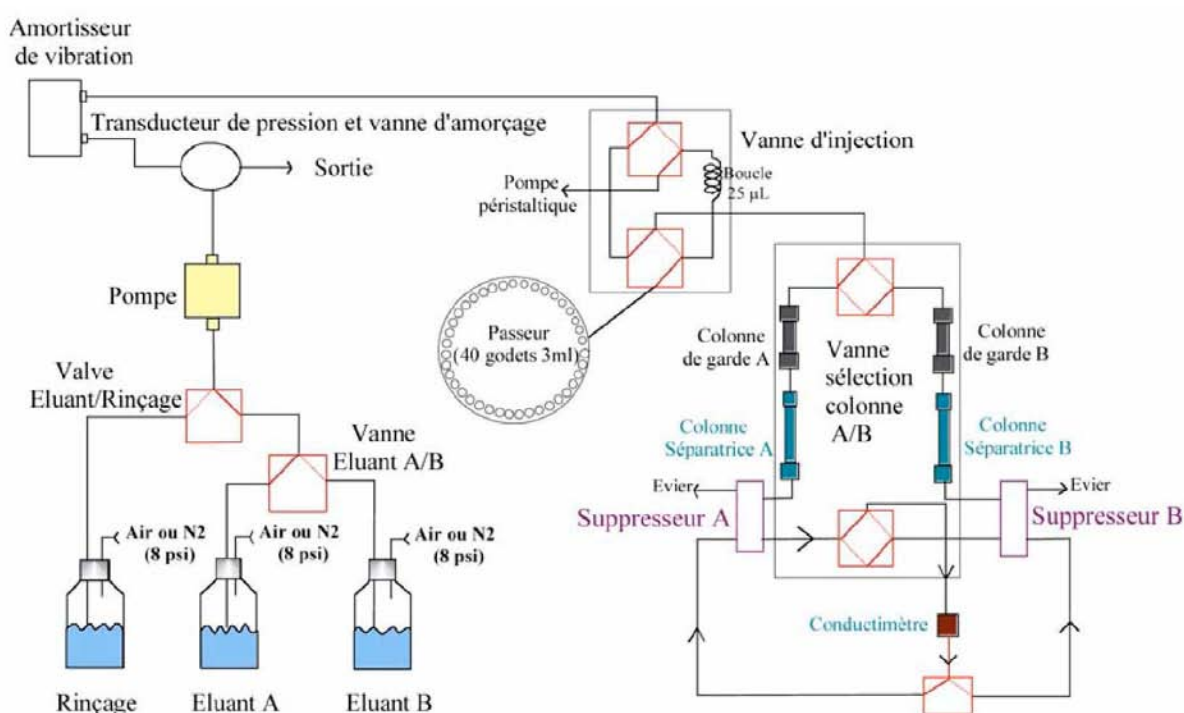 Amortisseur
de vibration
Transducteur de pression et vanne d'amorçage
Sortie
Pompe
Valve
Eluant/Rinçage
Vanne
Eluant A/B
Air ou N2
(8 psi)
Air ou N2
(8 psi)
Air ou N2
(8 psi)
Rinçage
Eluant A
Eluant B
Vanne d'injection
Pompe
péristaltique
Boucle
25 µL
Passeur
(40 godets 3ml)
Colonne
de garde A
Colonne
de garde B
Vanne
sélection
colonne
A/B
Colonne
Séparatrice A
Colonne
Séparatrice B
Evier
Evier
Suppresseur A
Suppresseur B
Conductimètre